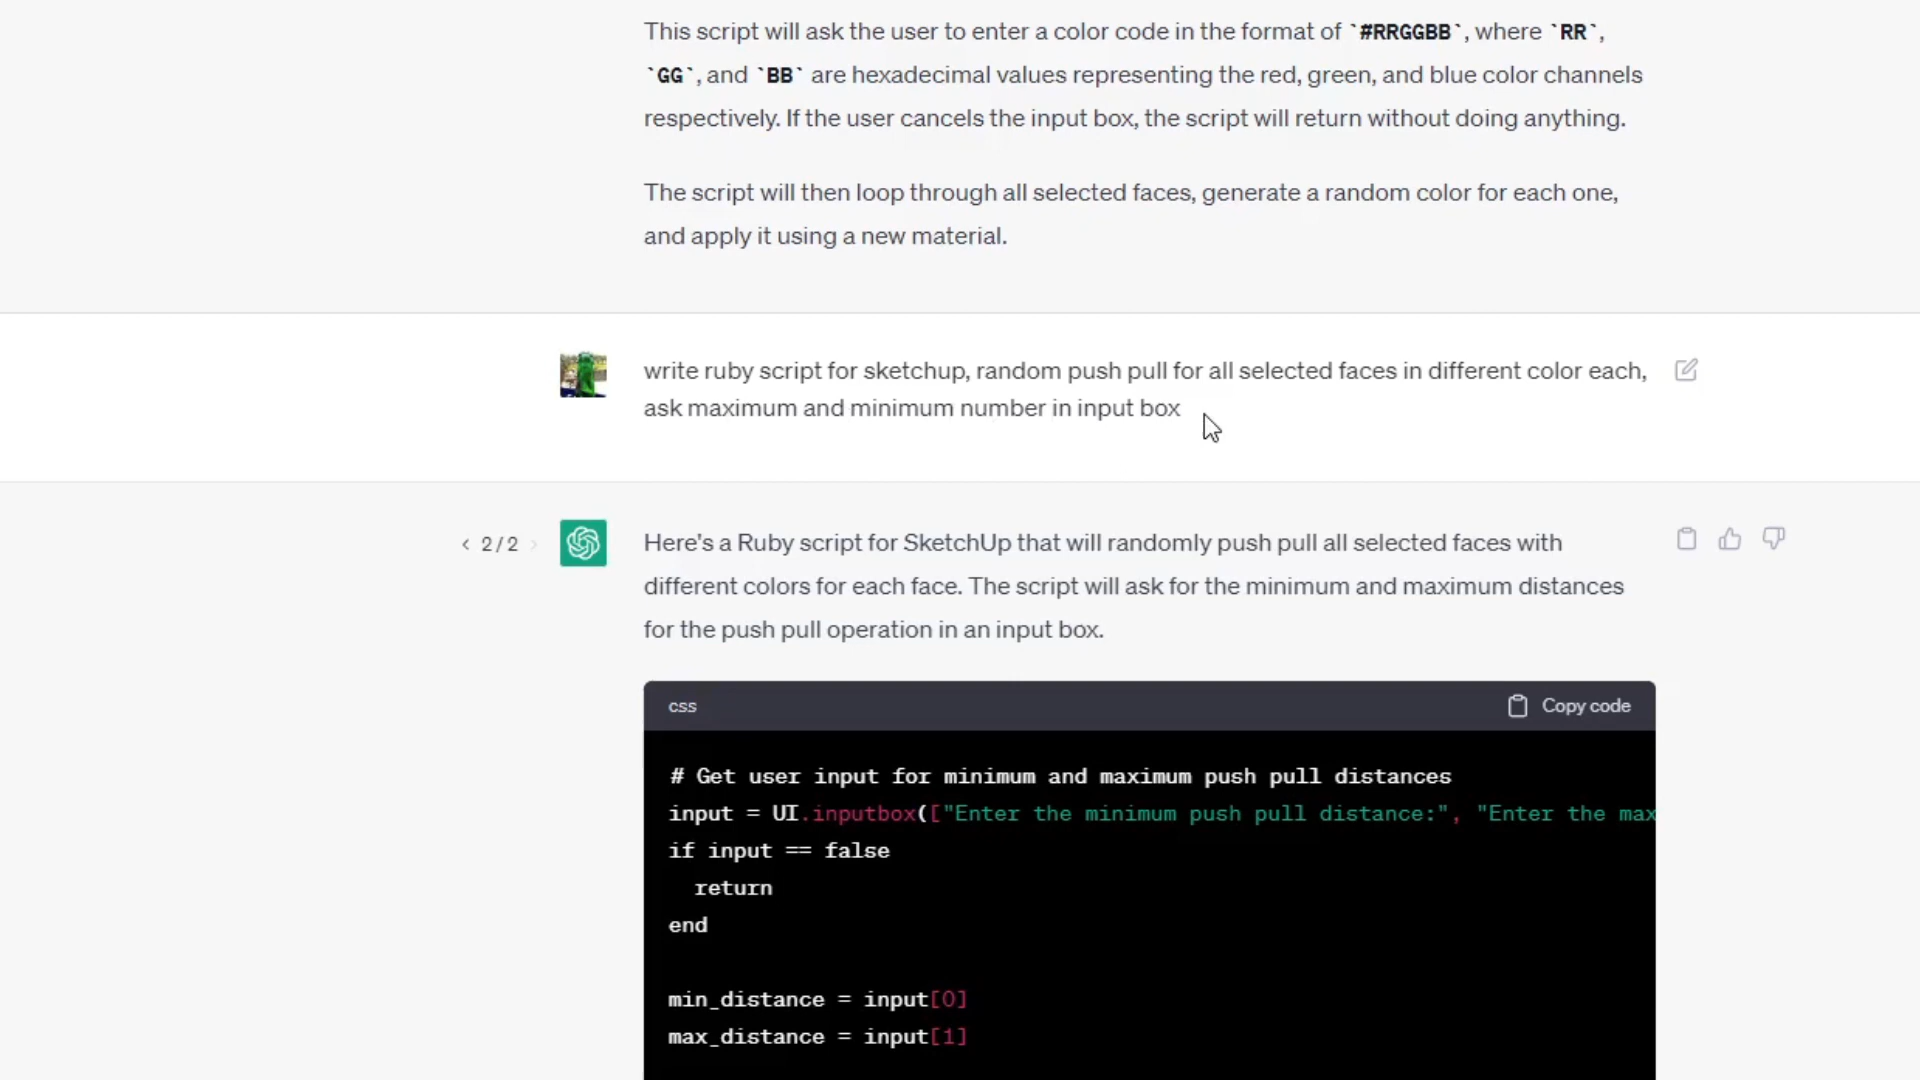 This script will ask the user to enter a color code in the format of `#RRGGBB`, where `RR`,
`GG`, and `BB` are hexadecimal values representing the red, green, and blue color channels
respectively. If the user cancels the input box, the script will return without doing anything.
The script will then loop through all selected faces, generate a random color for each one,
and apply it using a new material.
write ruby script for sketchup, random push pull for all selected faces in different color each,
ask maximum and minimum number in input box
< 2 / 2 >
Here's a Ruby script for SketchUp that will randomly push pull all selected faces with
different colors for each face. The script will ask for the minimum and maximum distances
for the push pull operation in an input box.
css
Copy code
# Get user input for minimum and maximum push pull distances
input = UI.inputbox(["Enter the minimum push pull distance:", "Enter the max
if input == false
  return
end
min_distance = input[0]
max_distance = input[1]